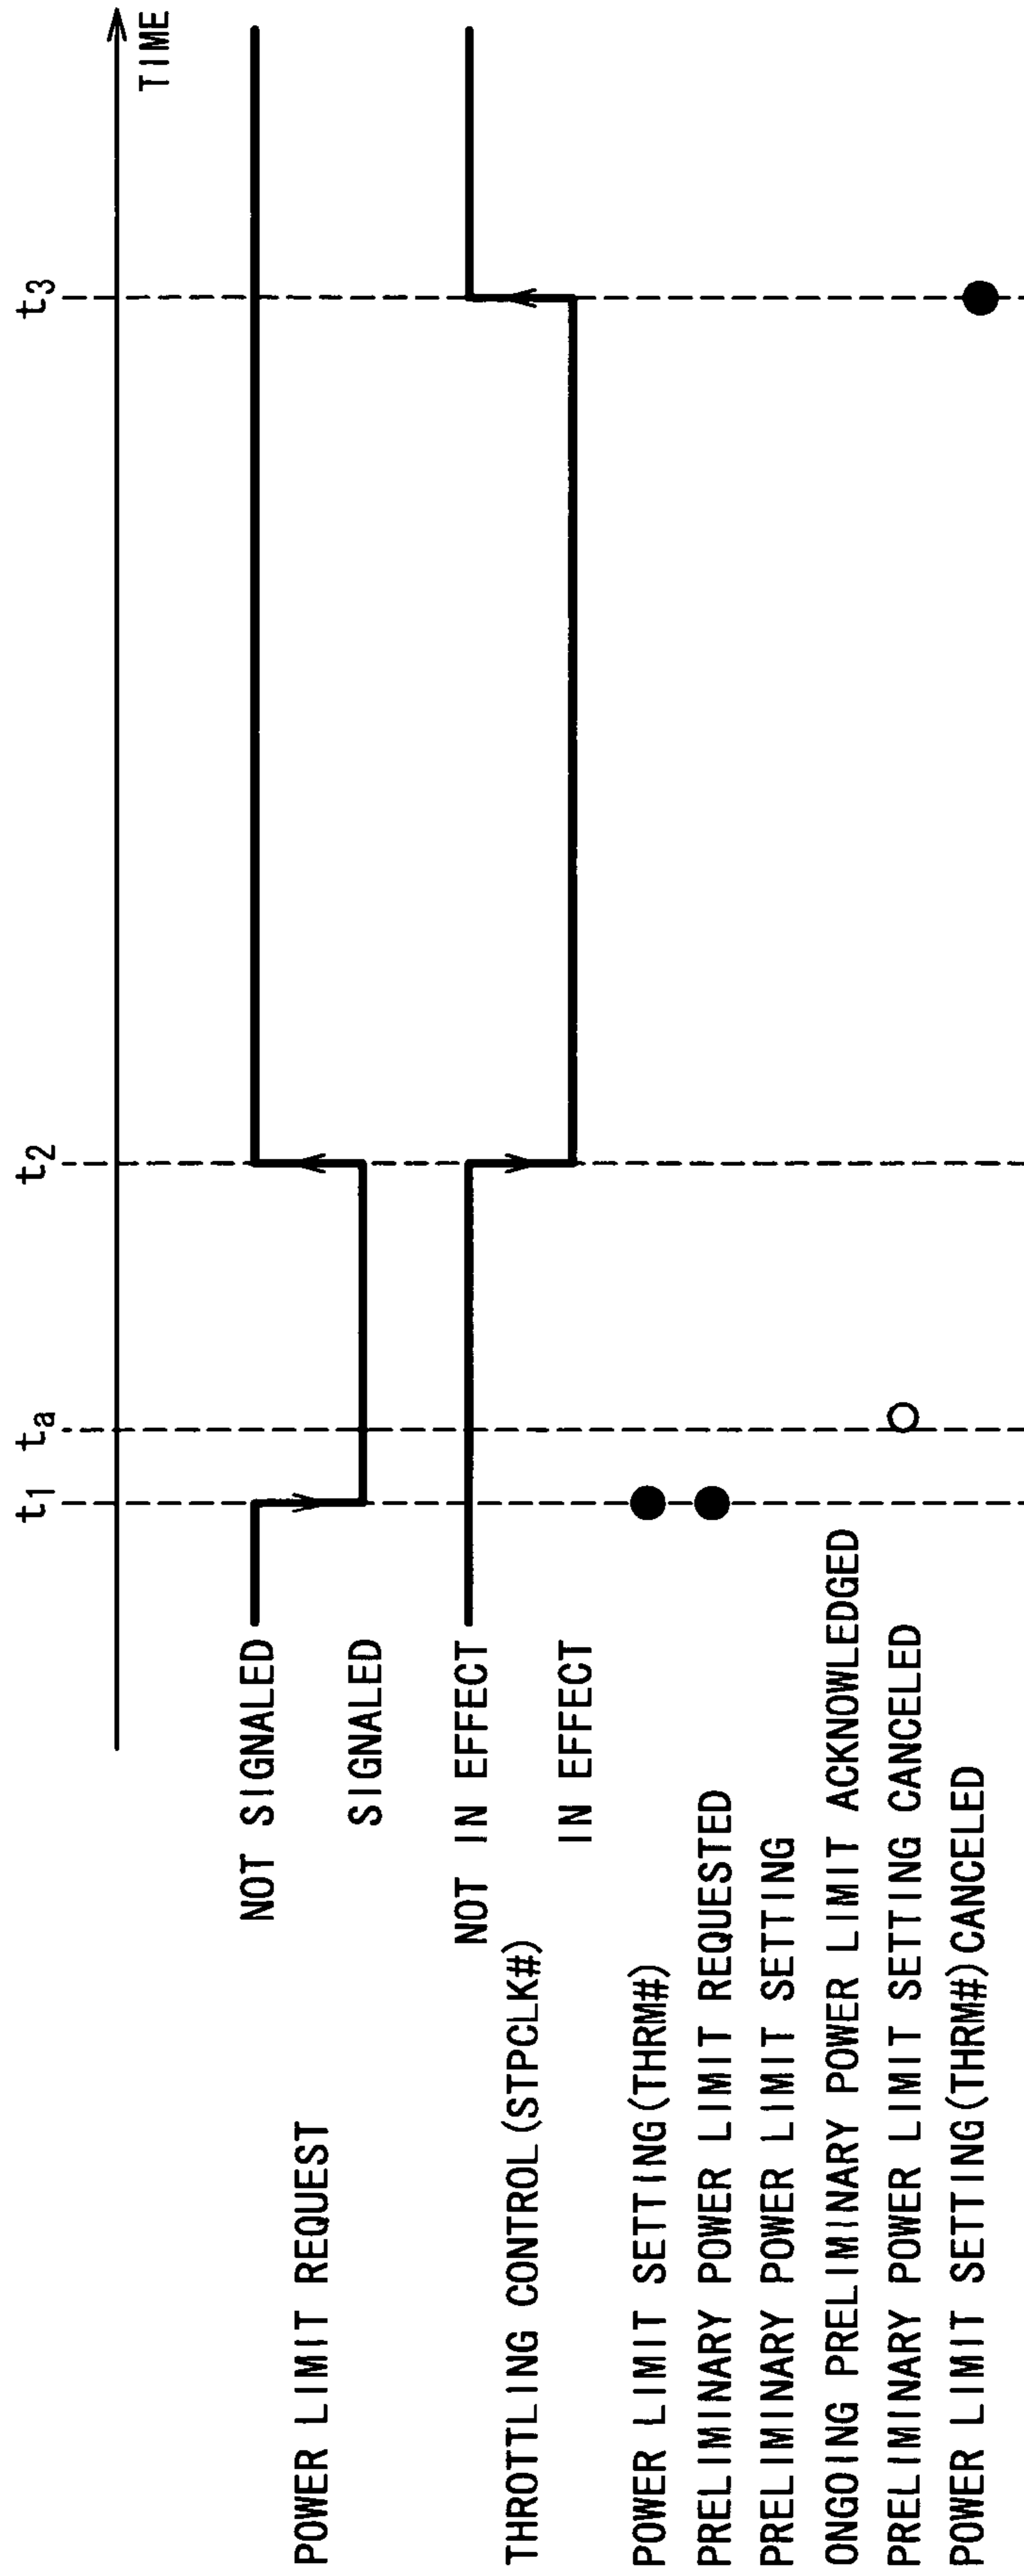 t1
ta
t2
t3
TIME
NOT SIGNALED
POWER LIMIT REQUEST
SIGNALED
NOT IN EFFECT
THROTTLING CONTROL(STPCLK#)
IN EFFECT
POWER LIMIT SETTING(THRM#)
PRELIMINARY POWER LIMIT REQUESTED
PRELIMINARY POWER LIMIT SETTING
ONGOING PRELIMINARY POWER LIMIT ACKNOWLEDGED
PRELIMINARY POWER LIMIT SETTING CANCELED
POWER LIMIT SETTING(THRM#)CANCELED